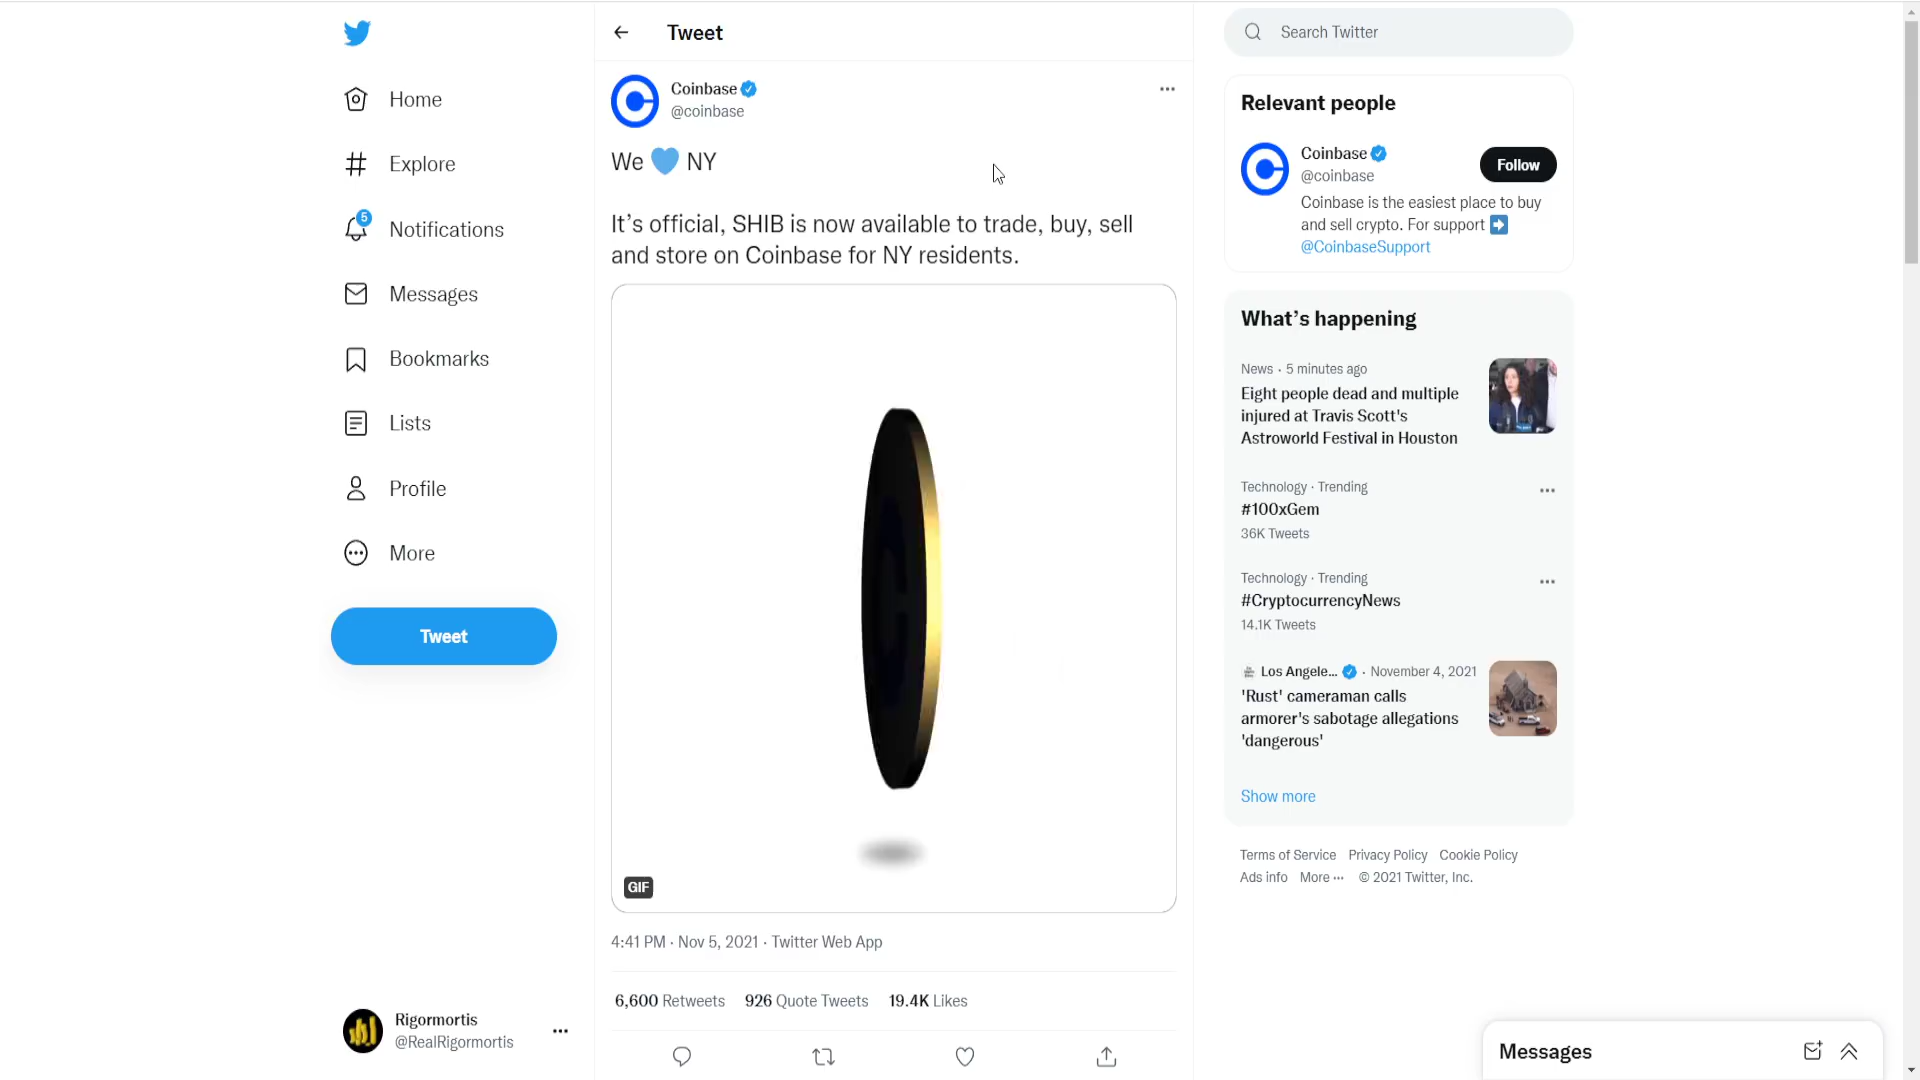 Home
Explore
5
Notifications
Messages
Bookmarks
Lists
Profile
More
Tweet
Rigormortis
@RealRigormortis
Tweet
Coinbase
@coinbase
We 💙 NY
It's official, SHIB is now available to trade, buy, sell
and store on Coinbase for NY residents.
GIF
4:41 PM · Nov 5, 2021 · Twitter Web App
6,600 Retweets 926 Quote Tweets 19.4K Likes
Search Twitter
Relevant people
Coinbase
@coinbase
Follow
Coinbase is the easiest place to buy
and sell crypto. For support ➡️
@CoinbaseSupport
What's happening
News · 5 minutes ago
Eight people dead and multiple
injured at Travis Scott's
Astroworld Festival in Houston
Technology · Trending
#100xGem
36K Tweets
Technology · Trending
#CryptocurrencyNews
14.1K Tweets
Los Angele... · November 4, 2021
'Rust' cameraman calls
armorer's sabotage allegations
'dangerous'
Show more
Terms of Service Privacy Policy Cookie Policy
Ads info More ··· © 2021 Twitter, Inc.
Messages